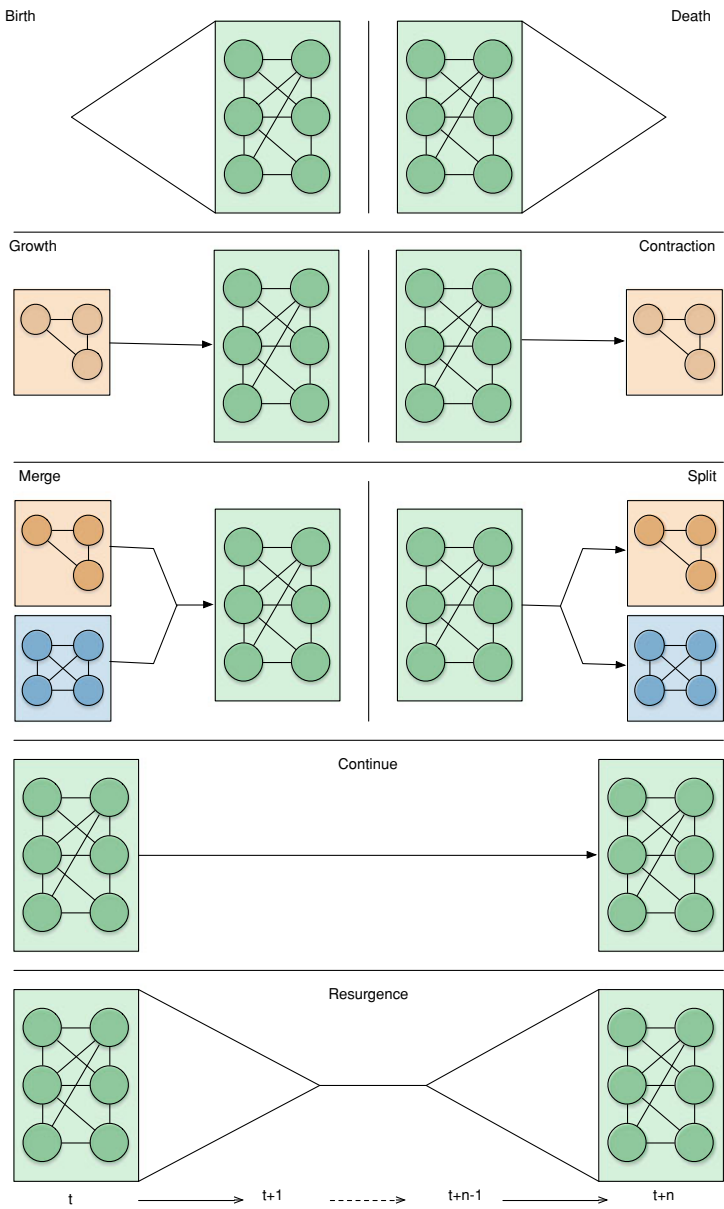 Birth
Death
Growth
Contraction
Merge
Split
Continue
Resurgence
t
t+1
t+n-1
t+n